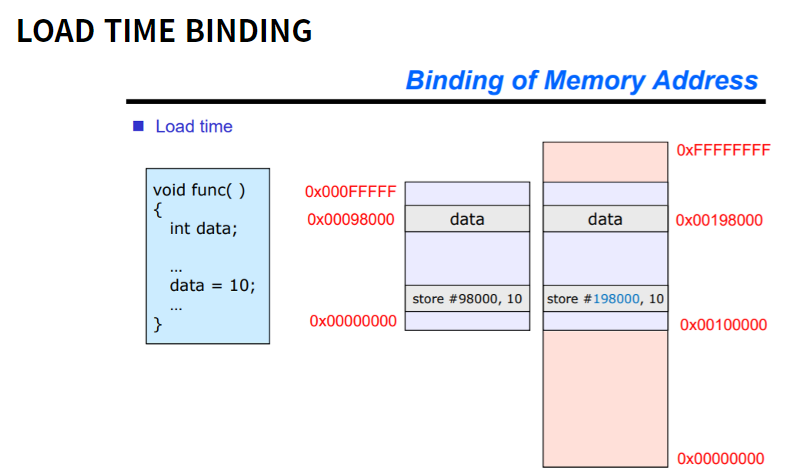 LOAD TIME BINDING
Binding of Memory Address
Load time
void func( )
{
int data;
...
data = 10;
...
}
0x000FFFFF
0x00098000
0x00000000
data
store #98000, 10
data
store #198000, 10
0xFFFFFFFF
0x00198000
0x00100000
0x00000000